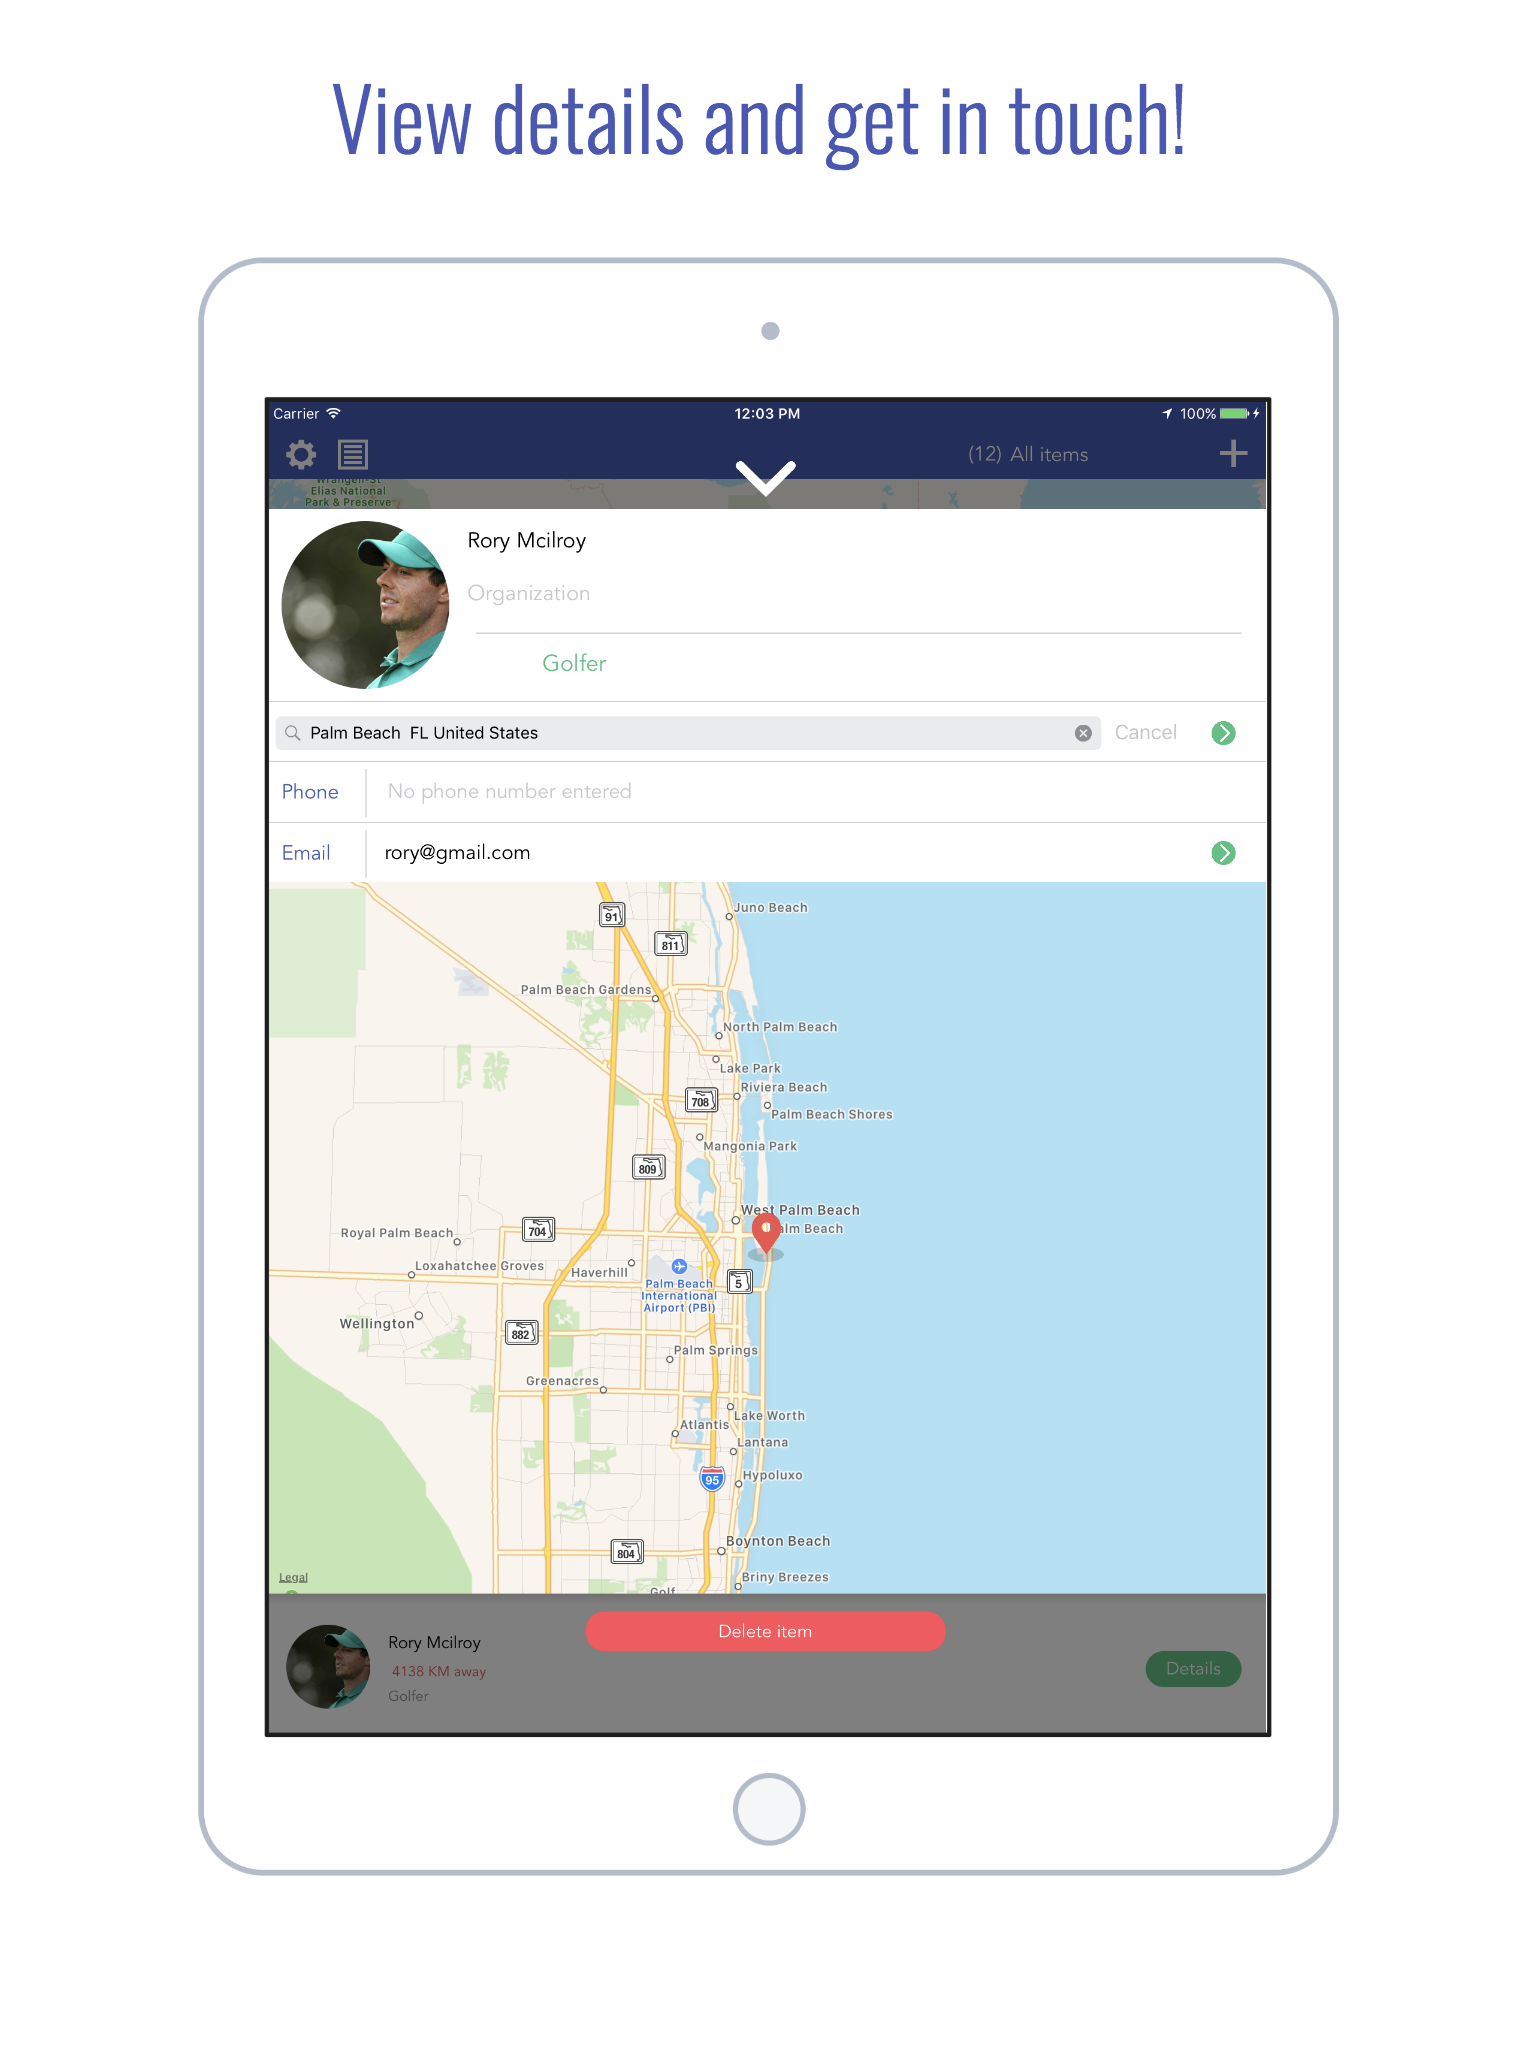 View details and get in touch!
Carrier
12:03 PM
100%
(12) All items
Wrangell-St
Elias National
Park & Preserve
Rory Mcilroy
Organization
Golfer
Palm Beach  FL United States
Cancel
Phone
No phone number entered
Email
rory@gmail.com
Juno Beach
91
811
Palm Beach Gardens
North Palm Beach
Lake Park
Riviera Beach
708
Palm Beach Shores
Mangonia Park
809
West Palm Beach
alm Beach
704
Royal Palm Beach
Loxahatchee Groves
Haverhill
Palm Beach
International
Airport (PBI)
5
Wellington
882
Palm Springs
Greenacres
Lake Worth
Atlantis
Lantana
95
Hypoluxo
Boynton Beach
804
Briny Breezes
Legal
Golf
Delete item
Rory Mcilroy
4138 KM away
Golfer
Details